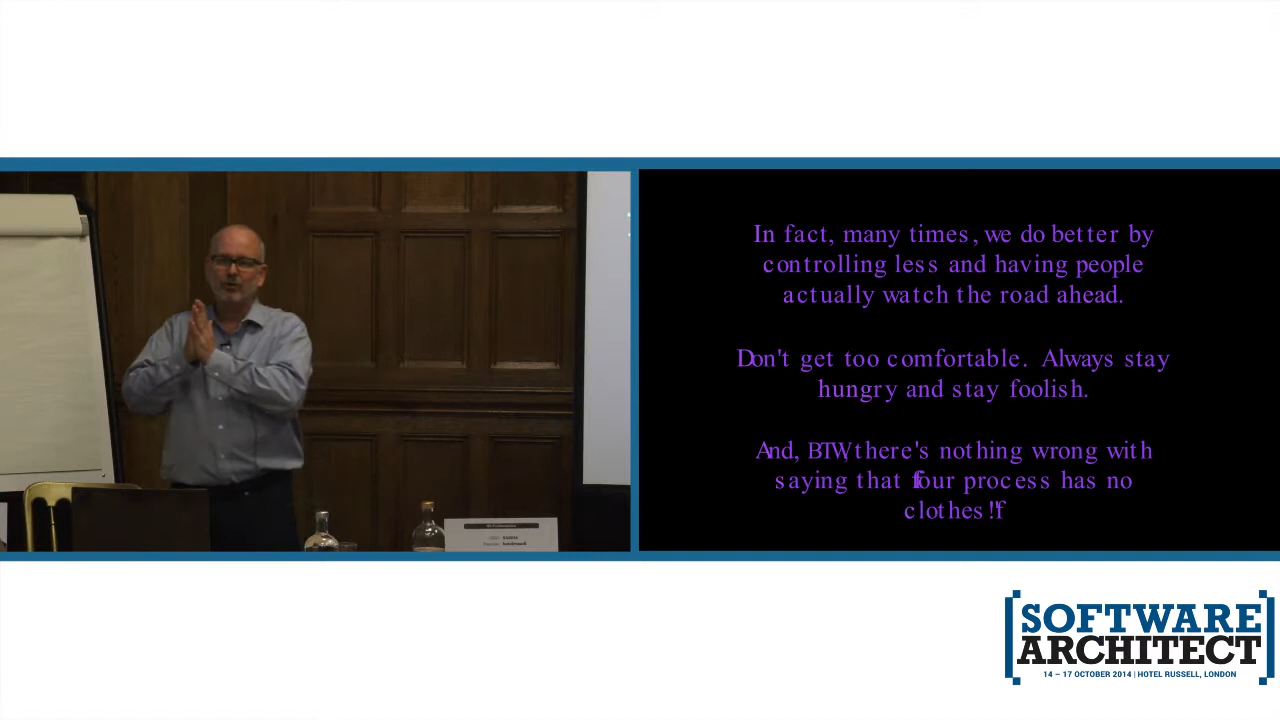 In fact, many times, we do better by
controlling less and having people
actually watch the road ahead.
Don't get too comfortable. Always stay
hungry and stay foolish.
And, BTW, there's nothing wrong with
saying that four process has no
clothes!f
[SOFTWARE
ARCHITECT]
14 – 17 OCTOBER 2014 | HOTEL RUSSELL, LONDON